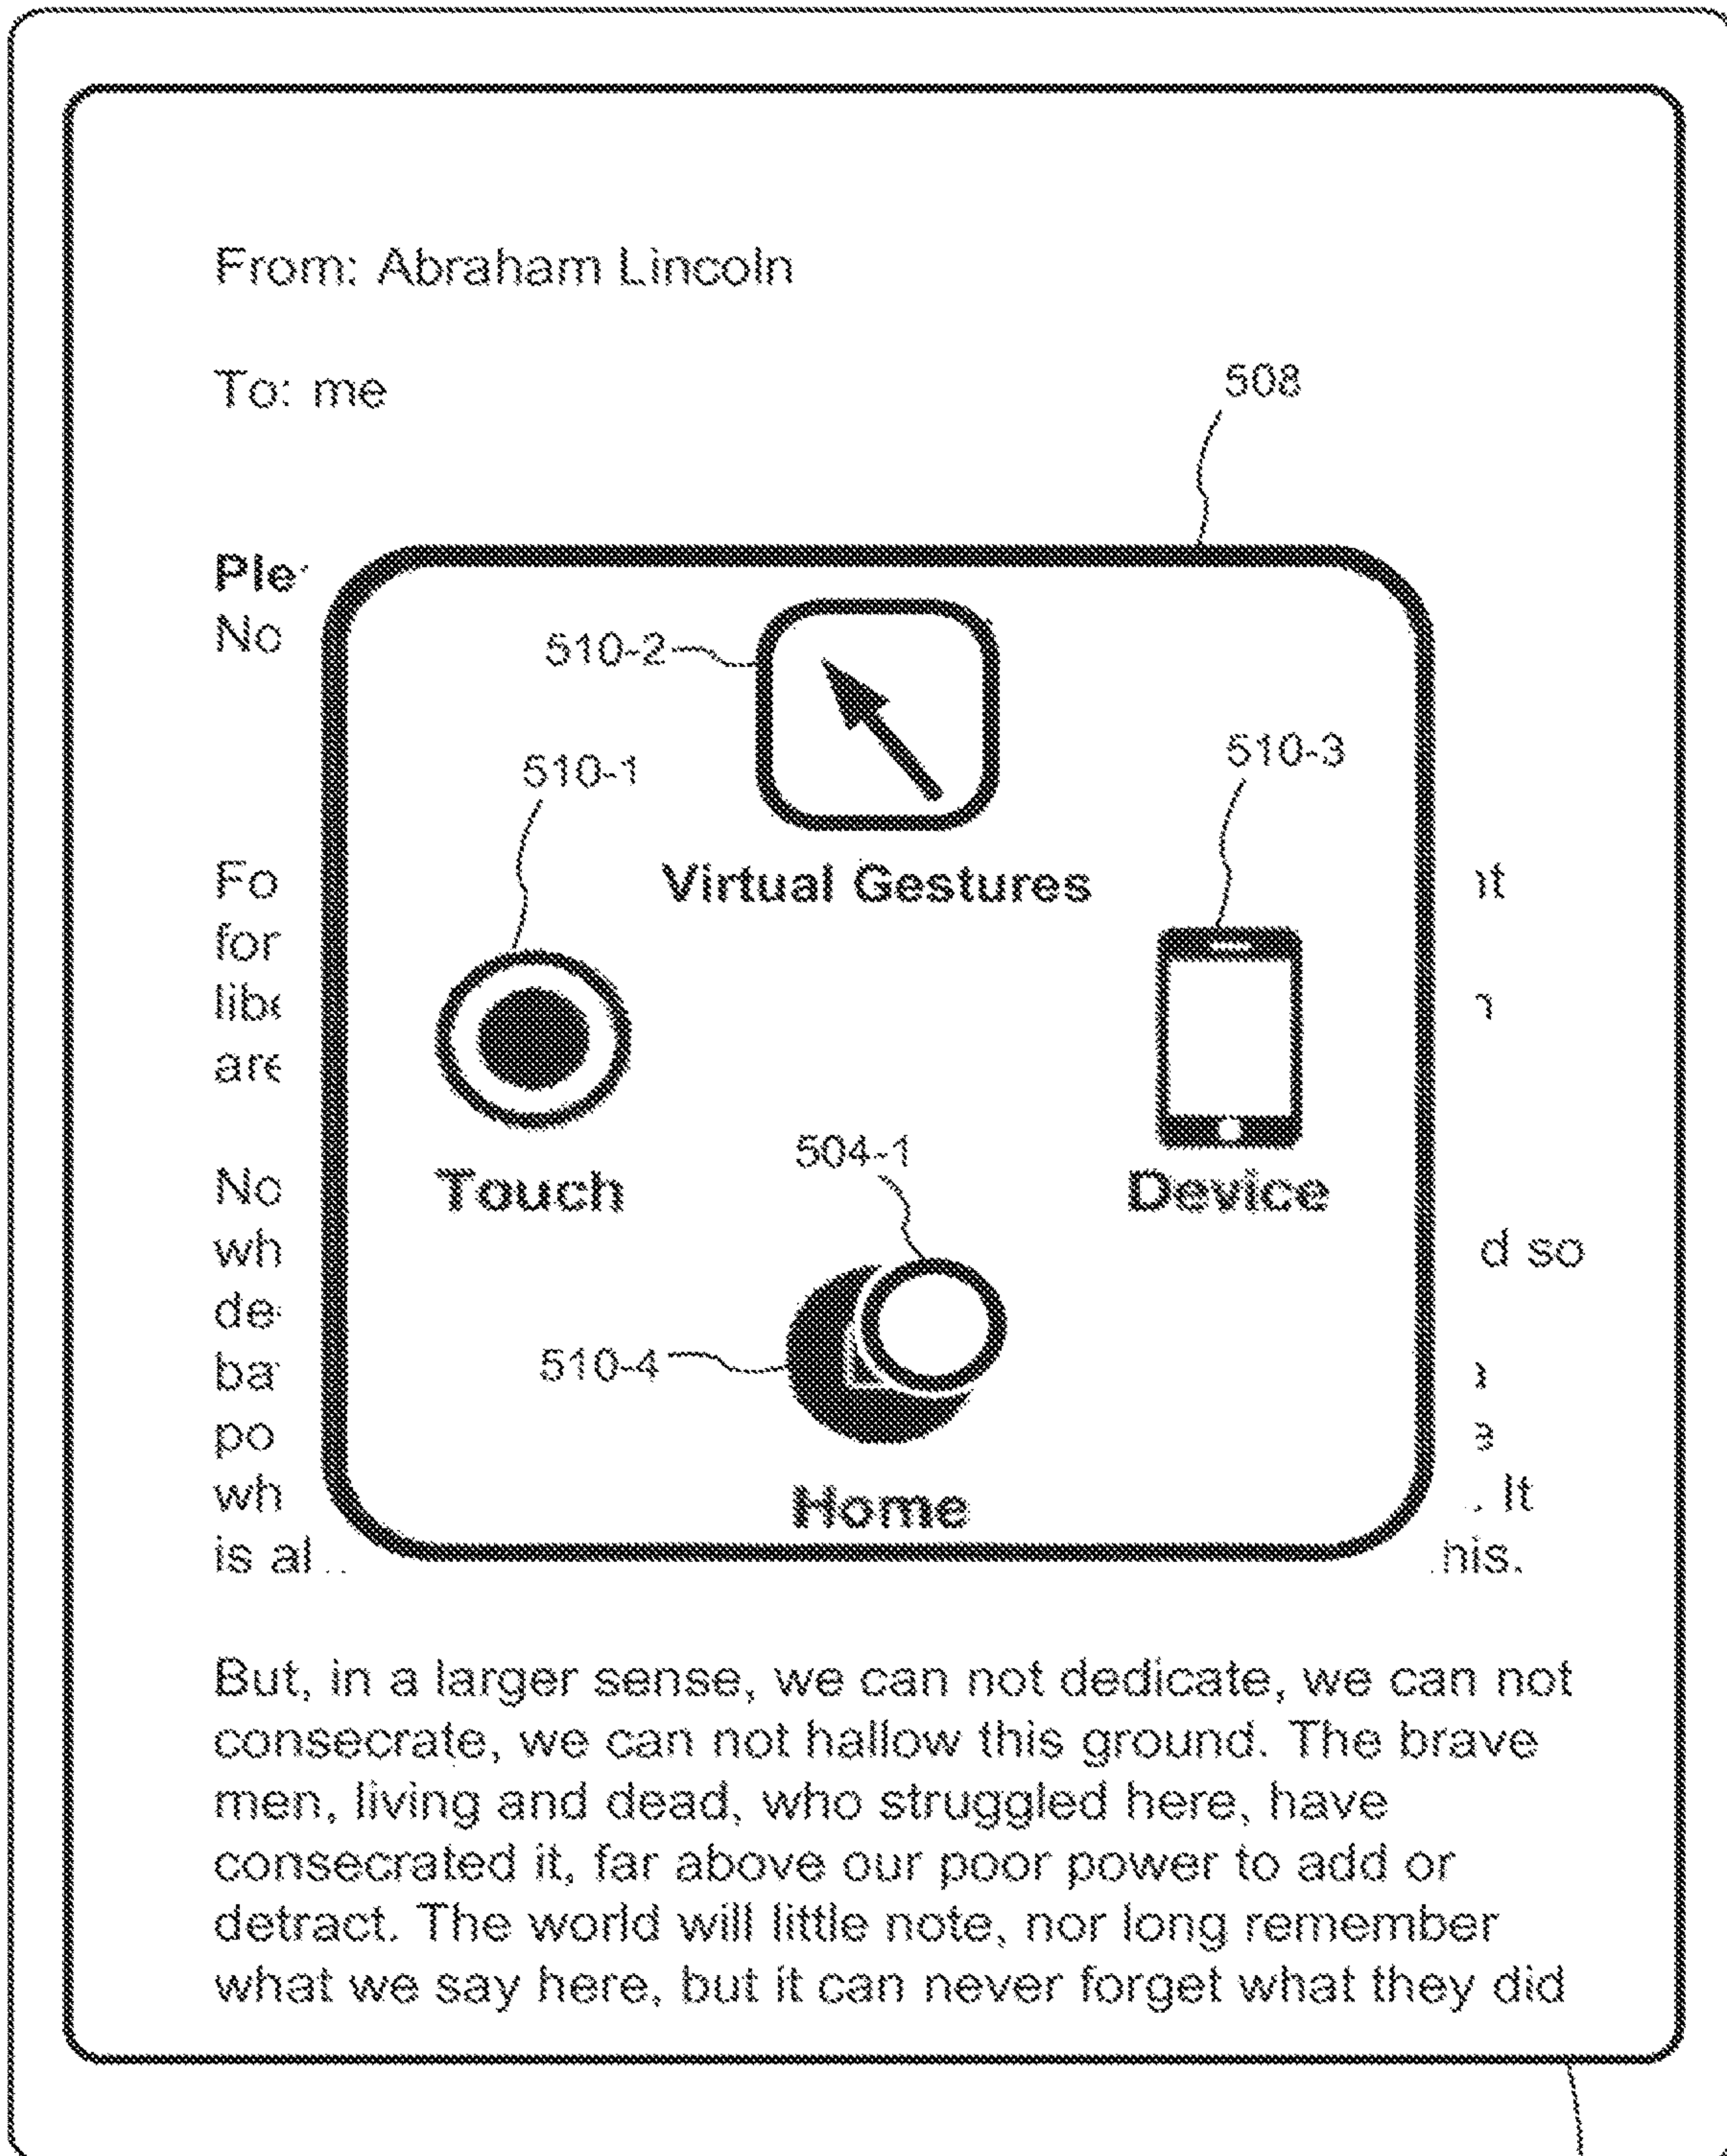 From: Abraham Lincoln
To: me
508
Ple
No
510-2
510-1
510-3
Virtual Gestures
Fo
for
are
Touch
Device
504-1
No
wh
d so
510-4
po
wh
. It
Home
is al
his.
But, in a larger sense, we can not dedicate, we can not
consecrate, we can not hallow this ground. The brave
men, living and dead, who struggled here, have
consecrated it, far above our poor power to add or
detract. The world will little note, nor long remember
what we say here, but it can never forget what they did